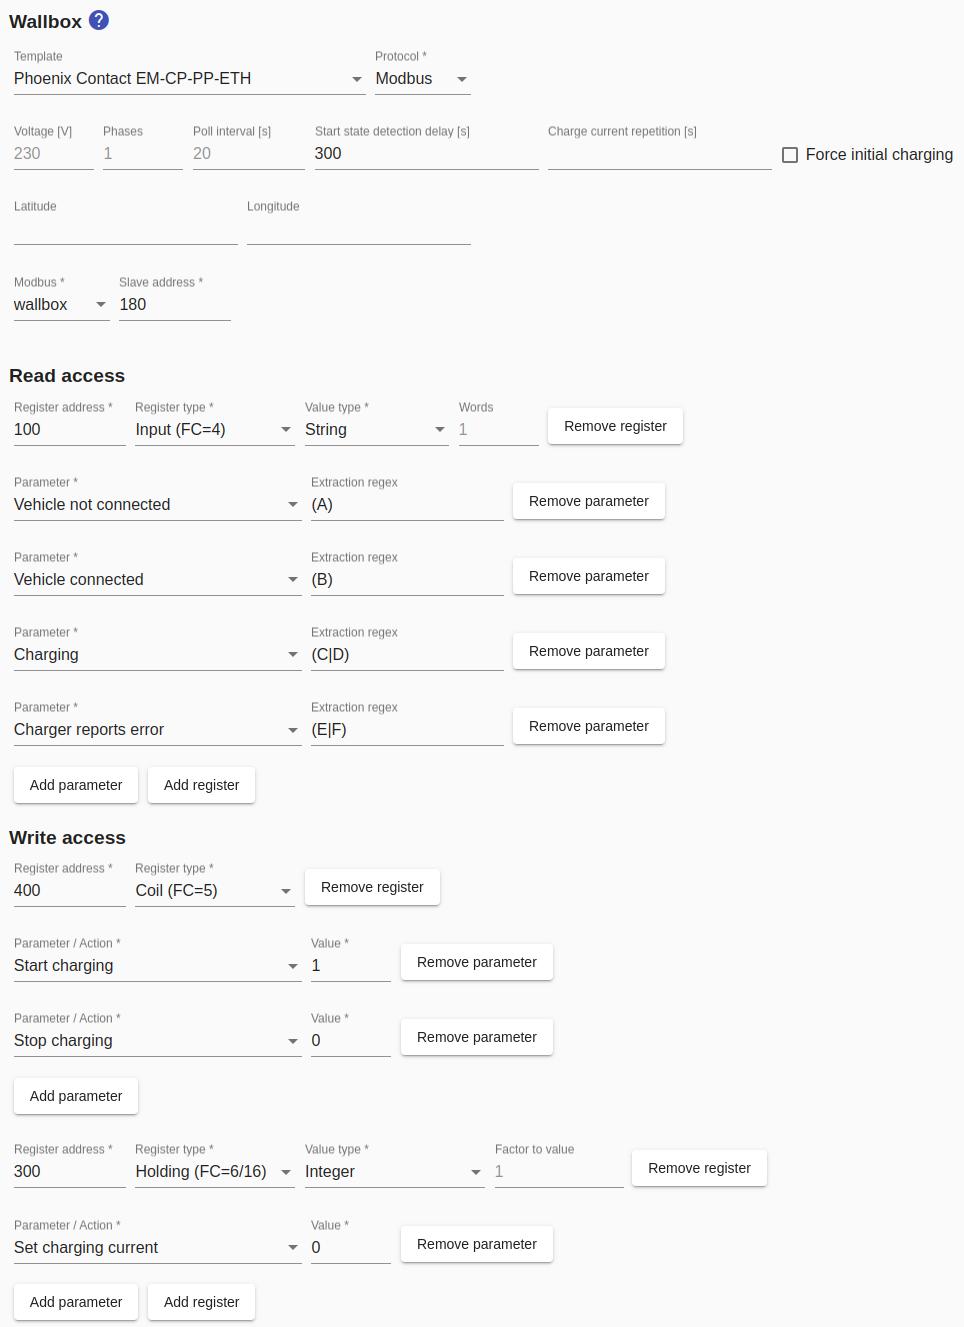 Wallbox ?
Template Protocol *
Phoenix Contact EM-CP-PP-ETH Modbus
Voltage [V] Phases Poll interval [s] Start state detection delay [s] Charge current repetition [s]
230 1 20 300 Force initial charging
Latitude Longitude
Modbus * Slave address *
wallbox 180
Read access
Register address * Register type * Value type * Words
100 Input (FC=4) String 1 Remove register
Parameter * Extraction regex
Vehicle not connected (A) Remove parameter
Parameter * Extraction regex
Vehicle connected (B) Remove parameter
Parameter * Extraction regex
Charging (C|D) Remove parameter
Parameter * Extraction regex
Charger reports error (E|F) Remove parameter
Add parameter Add register
Write access
Register address * Register type *
400 Coil (FC=5) Remove register
Parameter / Action * Value *
Start charging 1 Remove parameter
Parameter / Action * Value *
Stop charging 0 Remove parameter
Add parameter
Register address * Register type * Value type * Factor to value
300 Holding (FC=6/16) Integer 1 Remove register
Parameter / Action * Value *
Set charging current 0 Remove parameter
Add parameter Add register